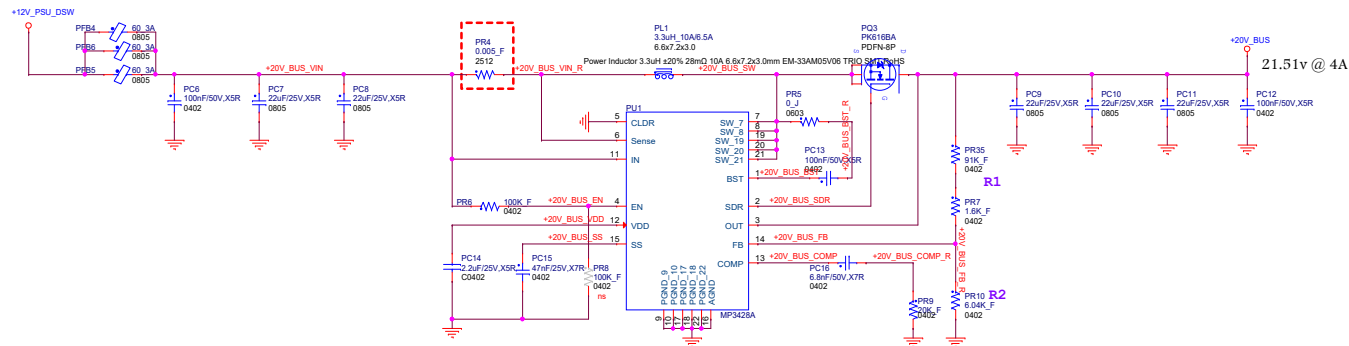 +12V_PSU_DSW
PFB4 60_3A
0805
PFB6 60_3A
0805
PFB5 60_3A
0805
+20V_BUS_VIN
PC6
100nF/50V,X5R
0402
PC7
22uF/25V,X5R
0805
PC8
22uF/25V,X5R
0805
PR4
0.005_F
2512
+20V_BUS_VIN_R
PL1
3.3uH_10A/6.5A
6.6x7.2x3.0
Power Inductor 3.3uH ±20% 28mΩ 10A 6.6x7.2x3.0mm EM-33AM05V06 TRIO SMT RoHS
+20V_BUS_SW
PQ3
PK616BA
PDFN-8P
S
D
G
+20V_BUS
21.51v @ 4A
PC9
22uF/25V,X5R
0805
PC10
22uF/25V,X5R
0805
PC11
22uF/25V,X5R
0805
PC12
100nF/50V,X5R
0402
PU1
5 CLDR
6 Sense
11 IN
4 EN
12 VDD
15 SS
SW_7 7
SW_8 8
SW_19 19
SW_20 20
SW_21 21
BST 1
SDR 2
OUT 3
FB 14
COMP 13
PGND_9
PGND_10
PGND_17
PGND_18
PGND_22
AGND
9
10
17
18
22
16
MP3428A
PR5
0_J
0603
+20V_BUS_BST_R
PC13
100nF/50V,X5R
0402
+20V_BUS_BST
+20V_BUS_SDR
+20V_BUS_FB
+20V_BUS_COMP
PC16
6.8nF/50V,X7R
0402
+20V_BUS_COMP_R
PR9
20K_F
0402
PR35
91K_F
0402
R1
PR7
1.6K_F
0402
+20V_BUS_FB_R
R2
PR10
6.04K_F
0402
PR6 100K_F
0402
+20V_BUS_EN
+20V_BUS_VDD
+20V_BUS_SS
PC14
2.2uF/25V,X5R
C0402
PC15
47nF/25V,X7R
0402
PR8
100K_F
0402
ns